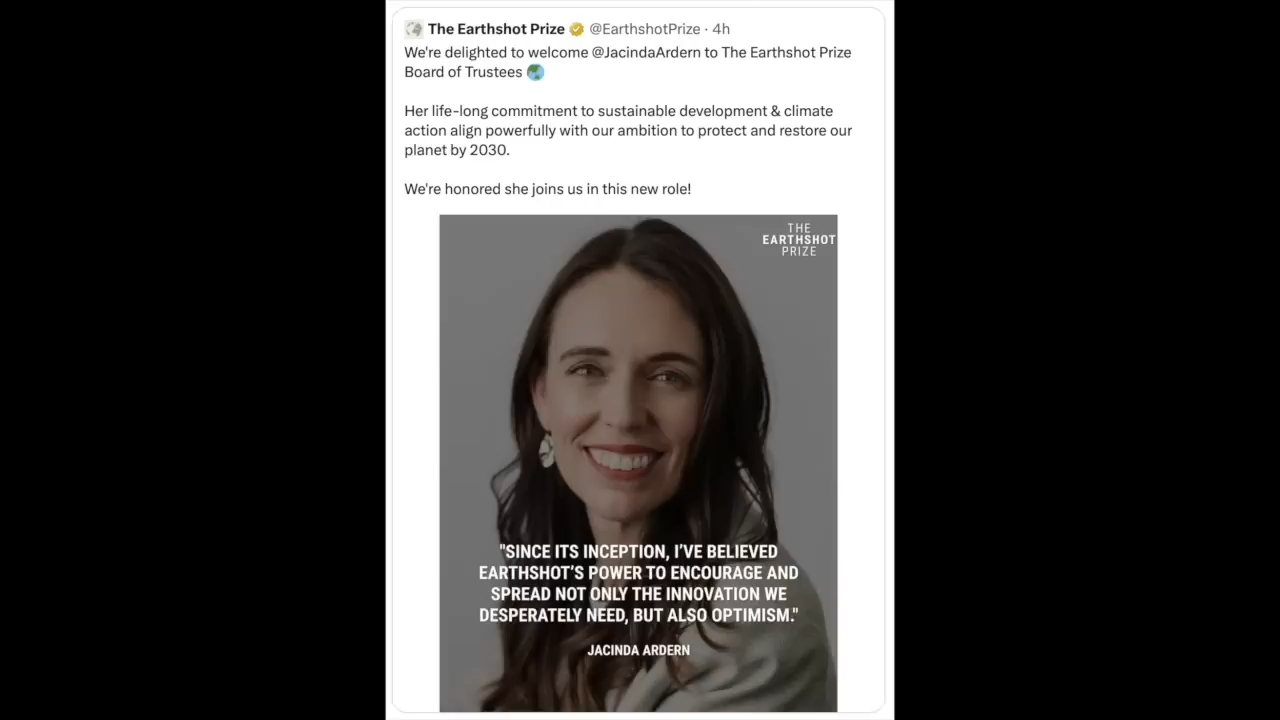 The Earthshot Prize @EarthshotPrize · 4h
We're delighted to welcome @JacindaArdern to The Earthshot Prize
Board of Trustees 🌏
Her life-long commitment to sustainable development & climate
action align powerfully with our ambition to protect and restore our
planet by 2030.
We're honored she joins us in this new role!
THE
EARTHSHOT
PRIZE
"SINCE ITS INCEPTION, I'VE BELIEVED
EARTHSHOT'S POWER TO ENCOURAGE AND
SPREAD NOT ONLY THE INNOVATION WE
DESPERATELY NEED, BUT ALSO OPTIMISM."
JACINDA ARDERN